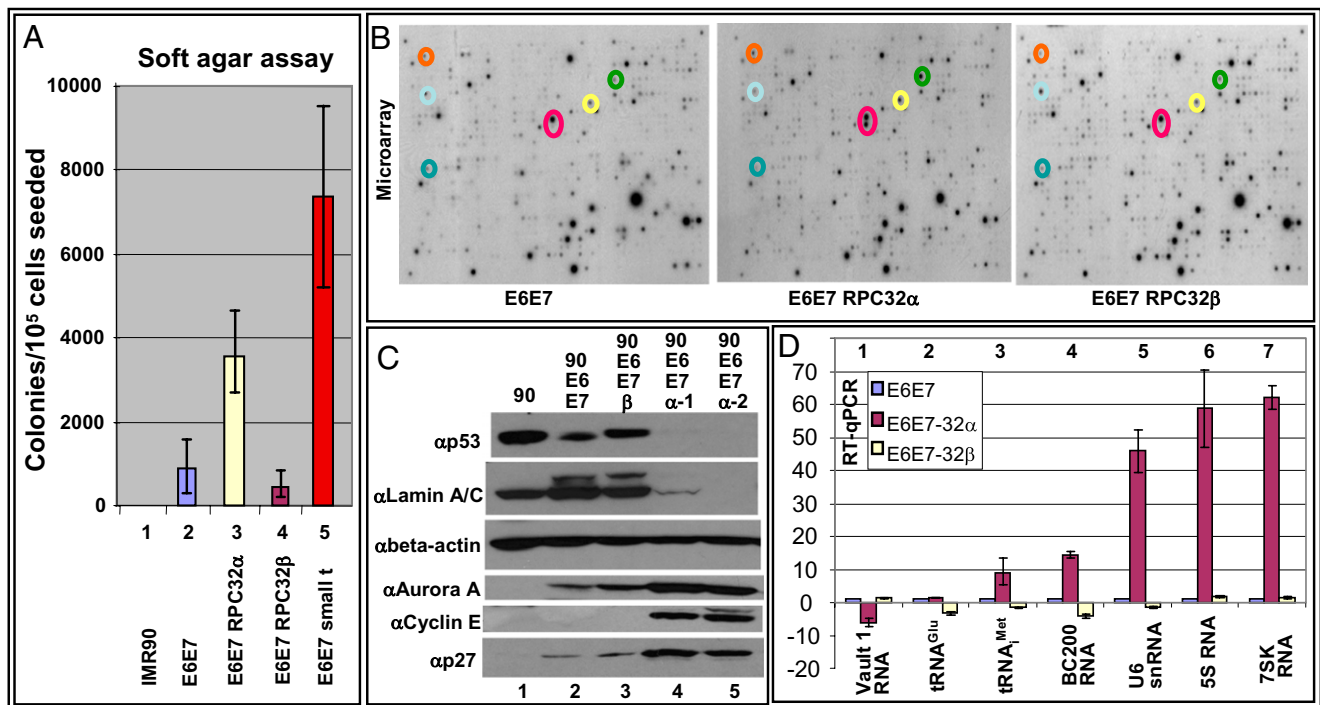 A
Soft agar assay
Colonies/10⁵ cells seeded
10000
8000
6000
4000
2000
0
1 2 3 4 5
IMR90
E6E7
E6E7 RPC32α
E6E7 RPC32β
E6E7 small t
B
Microarray
E6E7
E6E7 RPC32α
E6E7 RPC32β
C
90
90 E6 E7
90 E6 E7 β
90 E6 E7 α-1
90 E6 E7 α-2
αp53
αLamin A/C
αbeta-actin
αAurora A
αCyclin E
αp27
1 2 3 4 5
D
1 2 3 4 5 6 7
RT-qPCR
70
60
50
40
30
20
10
0
-10
-20
E6E7
E6E7-32α
E6E7-32β
Vault 1 RNA
tRNA^Glu
tRNA_i^Met
BC200 RNA
U6 snRNA
5S RNA
7SK RNA